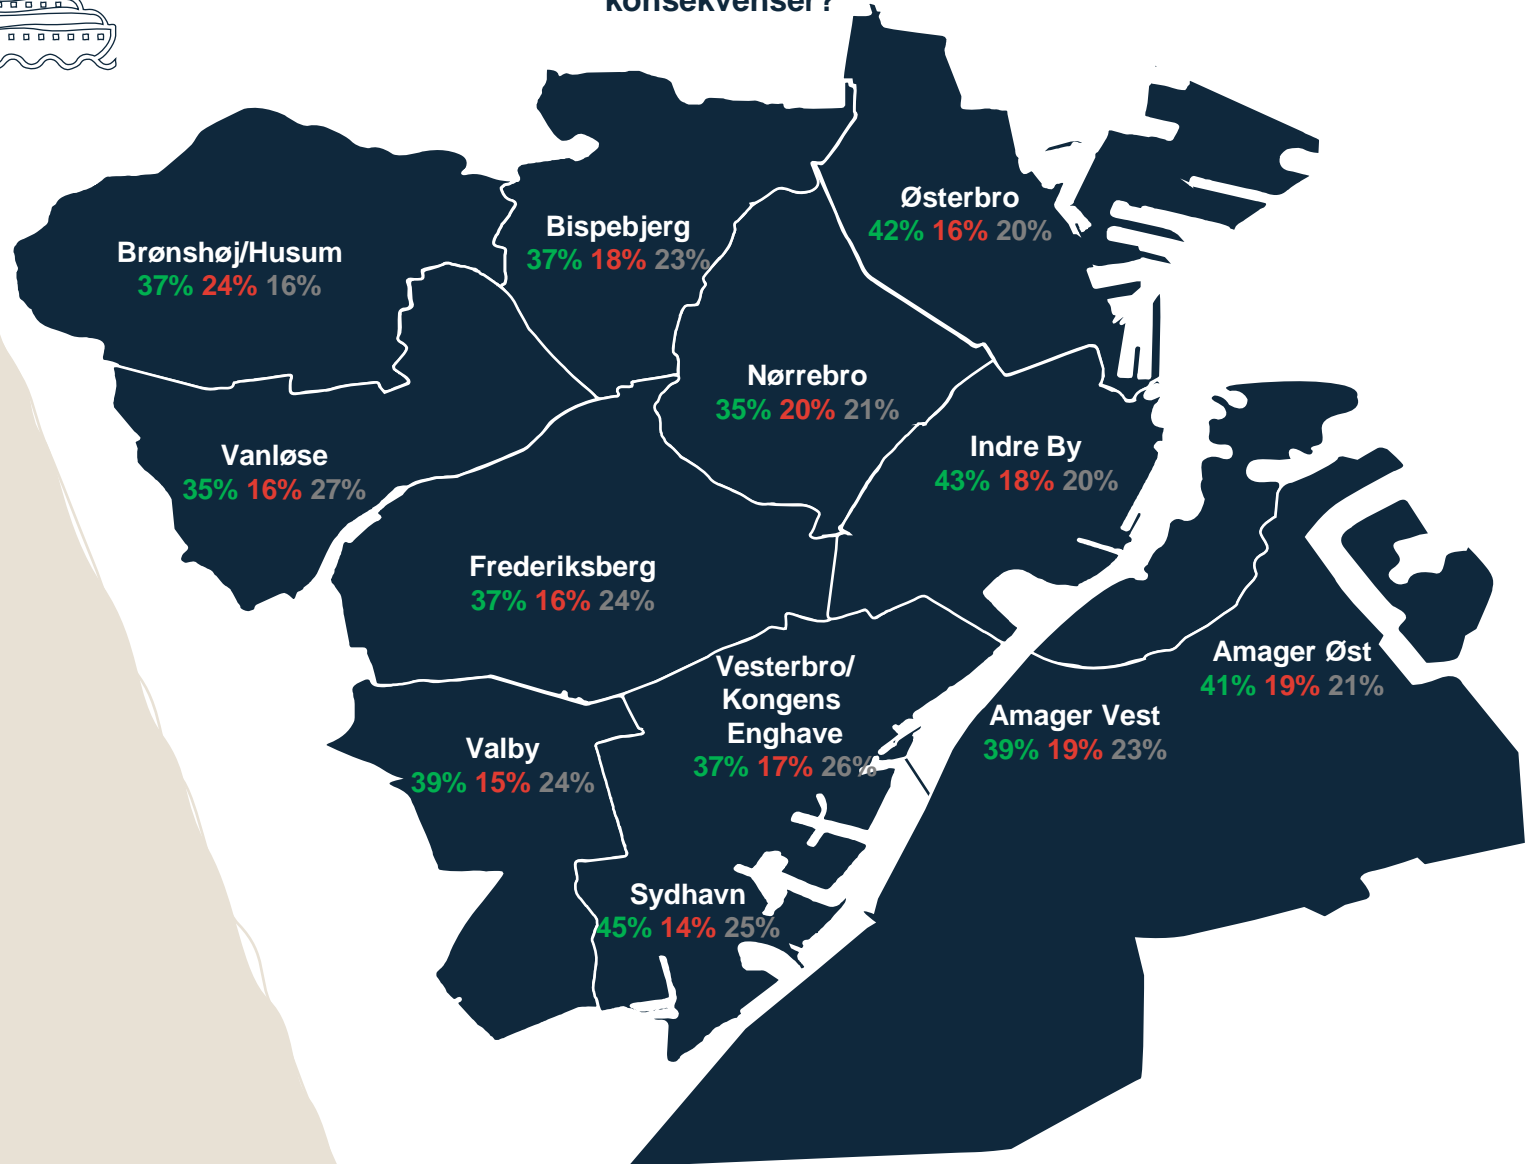 konsekvenser?
Østerbro
42% 16% 20%
Bispebjerg
37% 18% 23%
Brønshøj/Husum
37% 24% 16%
Nørrebro
35% 20% 21%
Indre By
43% 18% 20%
Vanløse
35% 16% 27%
Frederiksberg
37% 16% 24%
Amager Øst
41% 19% 21%
Vesterbro/
Kongens
Enghave
37% 17% 26%
Amager Vest
39% 19% 23%
Valby
39% 15% 24%
Sydhavn
45% 14% 25%